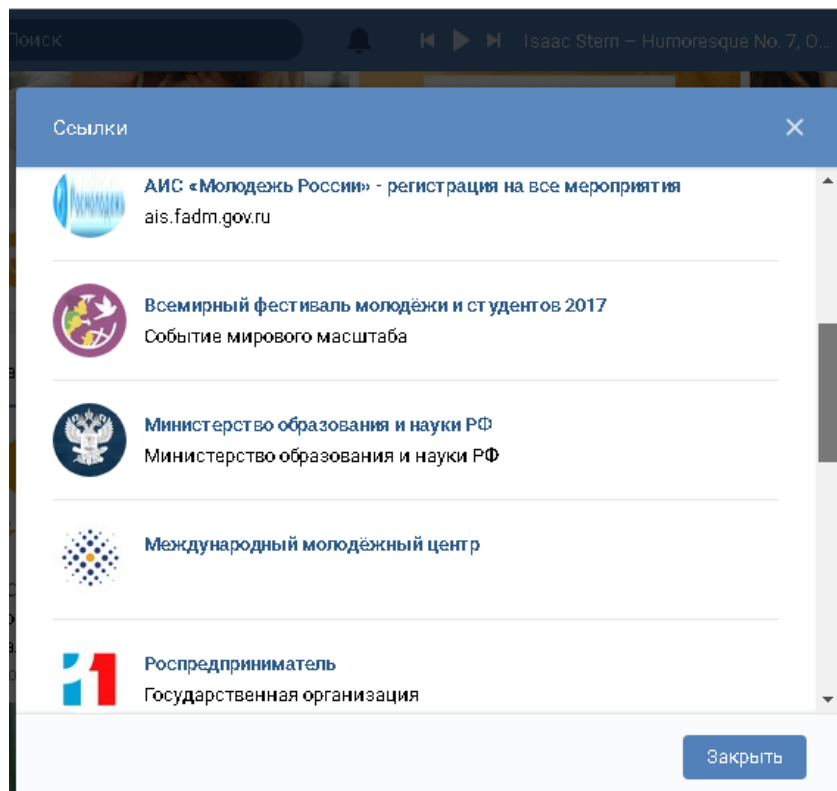 Поиск
Isaac Stern – Humoresque No. 7, O...
Ссылки
АИС «Молодежь России» - регистрация на все мероприятия
ais.fadm.gov.ru
Росмолодежь
Всемирный фестиваль молодёжи и студентов 2017
Событие мирового масштаба
Министерство образования и науки РФ
Министерство образования и науки РФ
Международный молодёжный центр
Роспредприниматель
Государственная организация
Закрыть